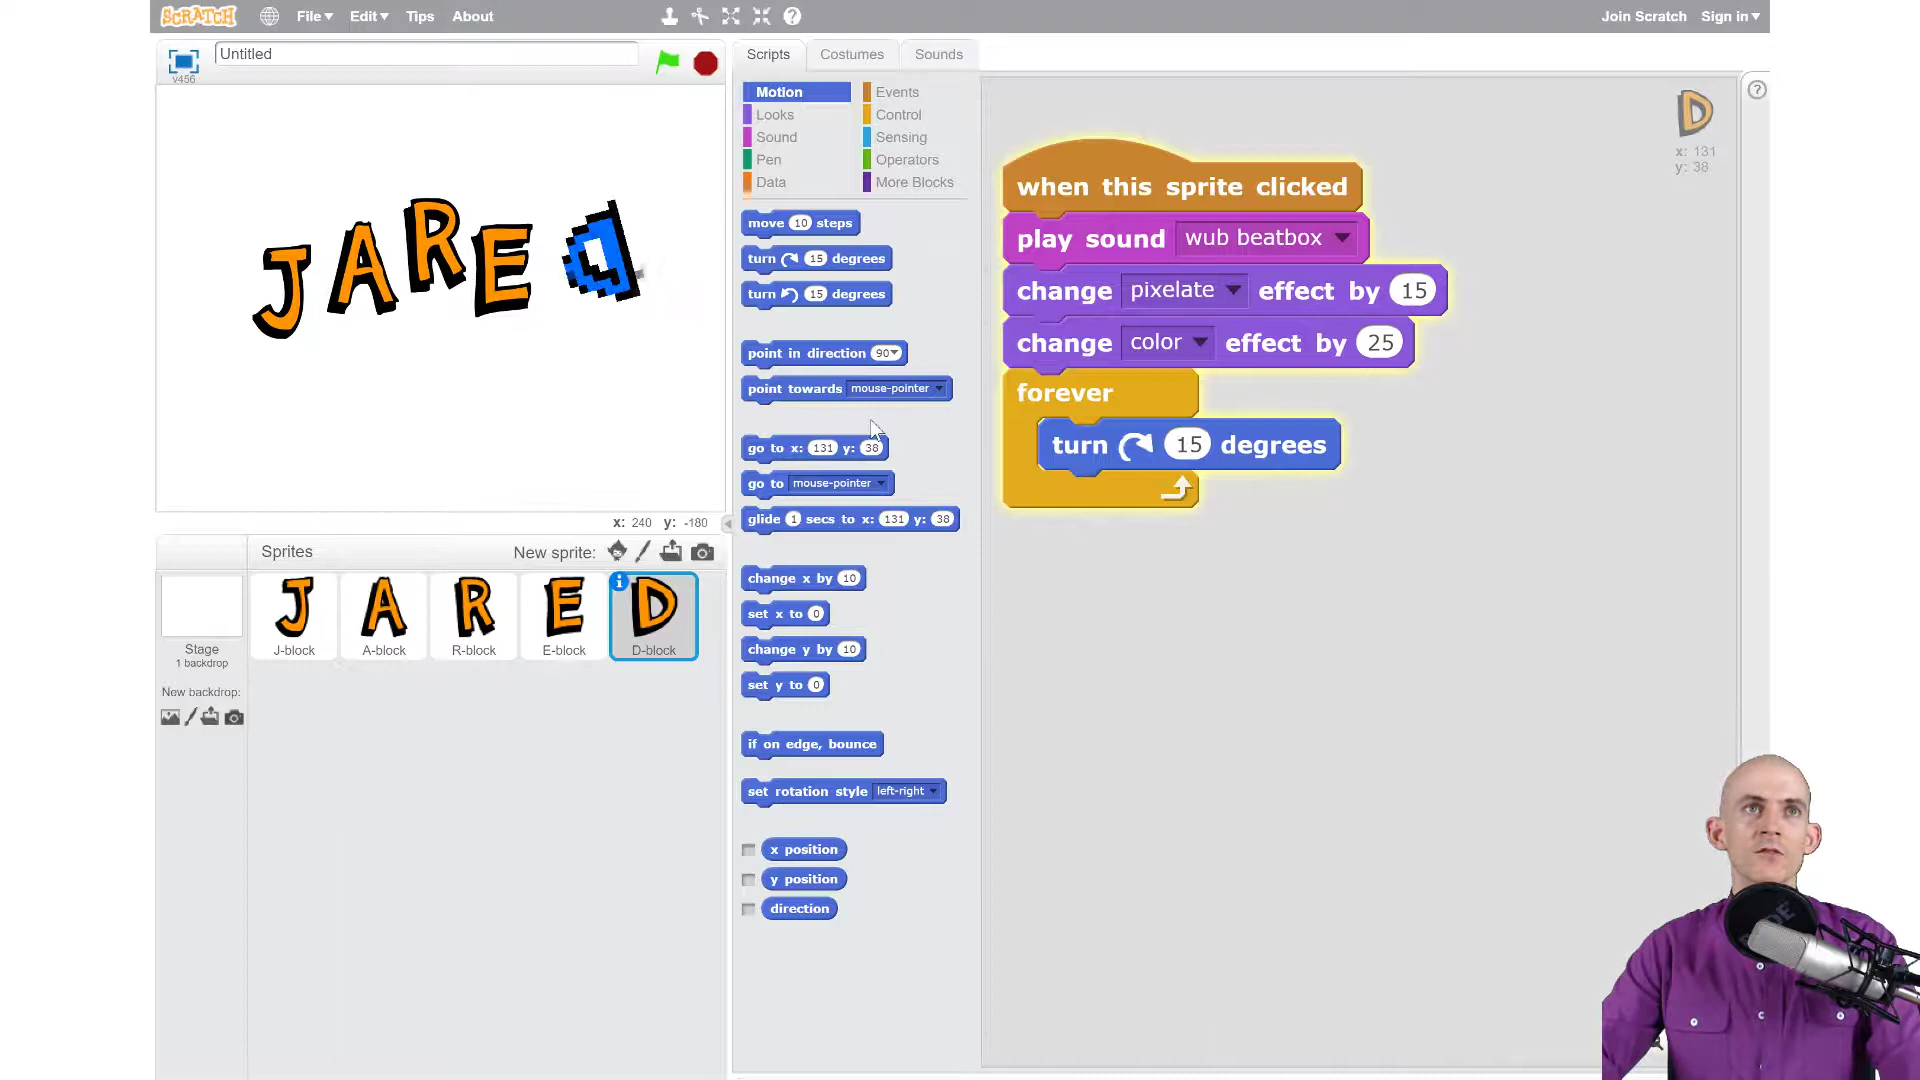 SCRATCH File Edit Tips About Join Scratch Sign in
v456
Untitled
JARED
x: 240 y: -180
Scripts Costumes Sounds
Motion Events
Looks Control
Sound Sensing
Pen Operators
Data More Blocks
move 10 steps
turn 15 degrees
turn 15 degrees
point in direction 90
point towards mouse-pointer
go to x: 131 y: 38
go to mouse-pointer
glide 1 secs to x: 131 y: 38
change x by 10
set x to 0
change y by 10
set y to 0
if on edge, bounce
set rotation style left-right
x position
y position
direction
when this sprite clicked
play sound wub beatbox
change pixelate effect by 15
change color effect by 25
forever
turn 15 degrees
D
x: 131
y: 38
?
Sprites New sprite:
Stage
1 backdrop
New backdrop:
J
J-block
A
A-block
R
R-block
E
E-block
D
D-block